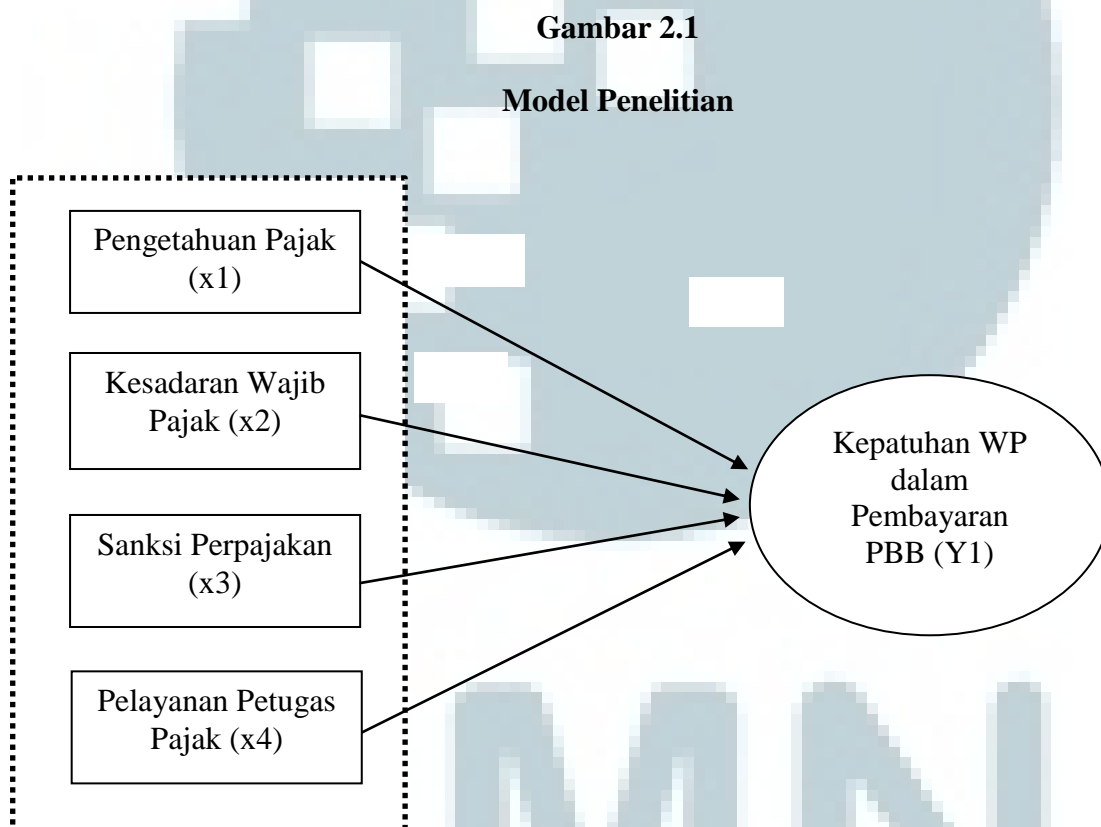 Gambar 2.1
Model Penelitian
Pengetahuan Pajak
(x1)
Kesadaran Wajib
Pajak (x2)
Sanksi Perpajakan
(x3)
Pelayanan Petugas
Pajak (x4)
Kepatuhan WP
dalam
Pembayaran
PBB (Y1)
MN